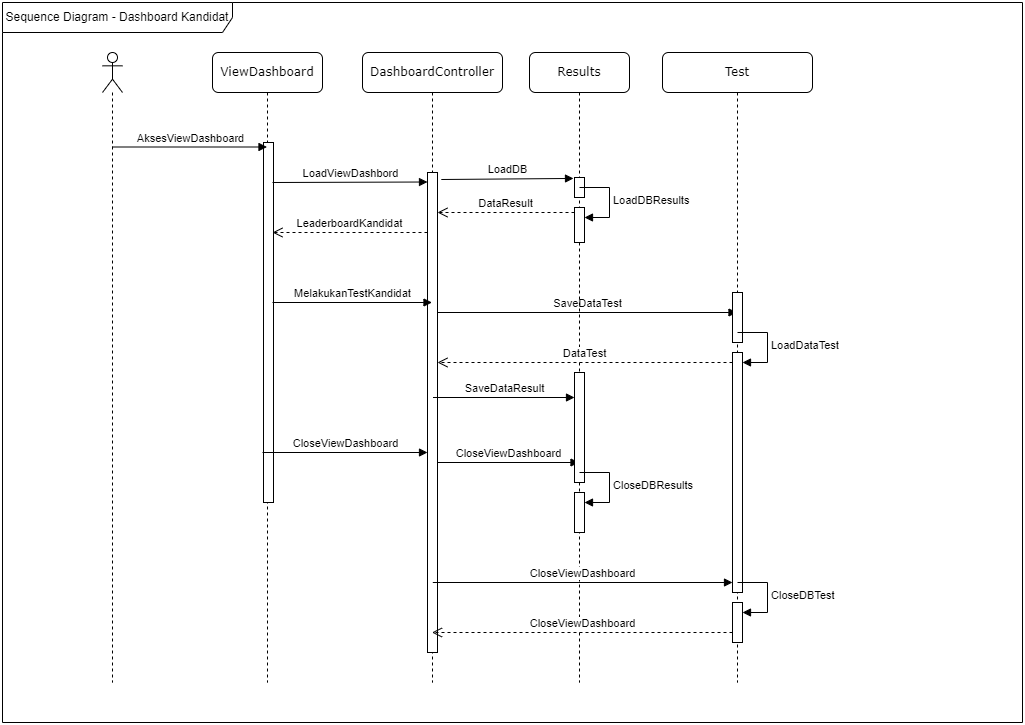 Sequence Diagram - Dashboard Kandidat
ViewDashboard
DashboardController
Results
Test
AksesViewDashboard
LoadViewDashbord
LoadDB
LoadDBResults
DataResult
LeaderboardKandidat
MelakukanTestKandidat
SaveDataTest
LoadDataTest
DataTest
SaveDataResult
CloseViewDashboard
CloseViewDashboard
CloseDBResults
CloseViewDashboard
CloseDBTest
CloseViewDashboard